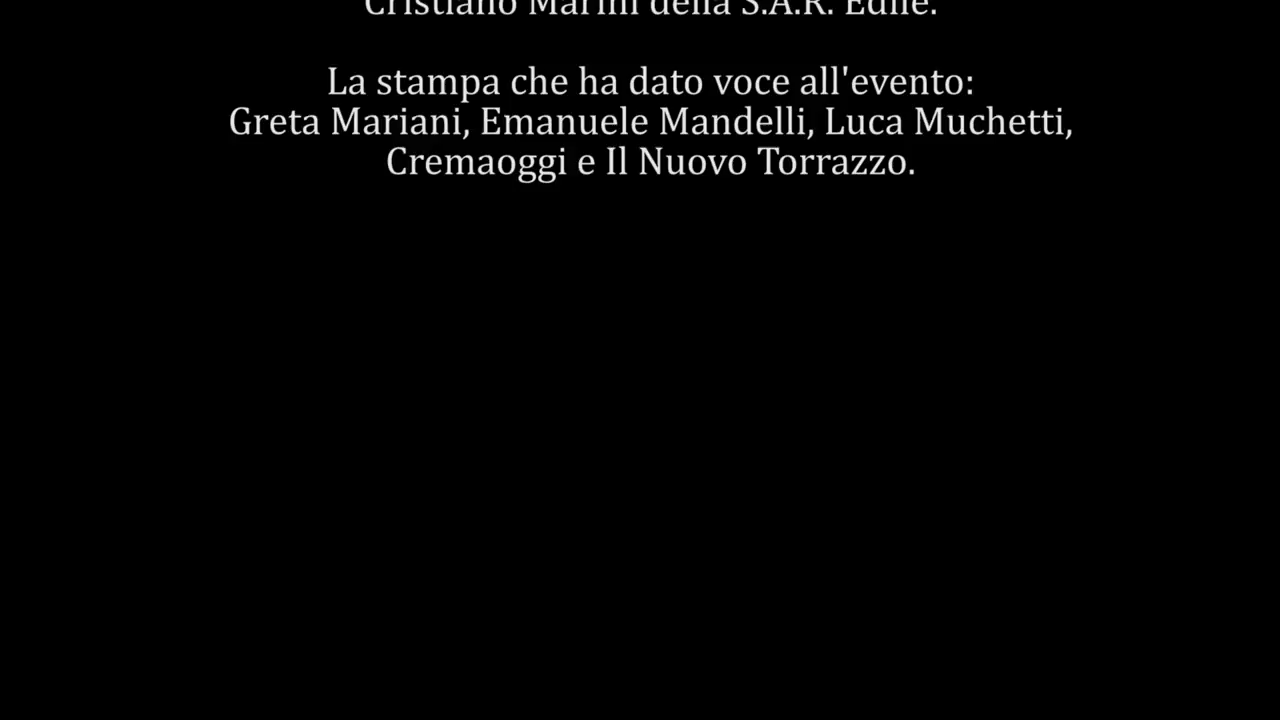 Cristiano Marini della S.A.R. Edile.
La stampa che ha dato voce all'evento:
Greta Mariani, Emanuele Mandelli, Luca Muchetti,
Cremaoggi e Il Nuovo Torrazzo.